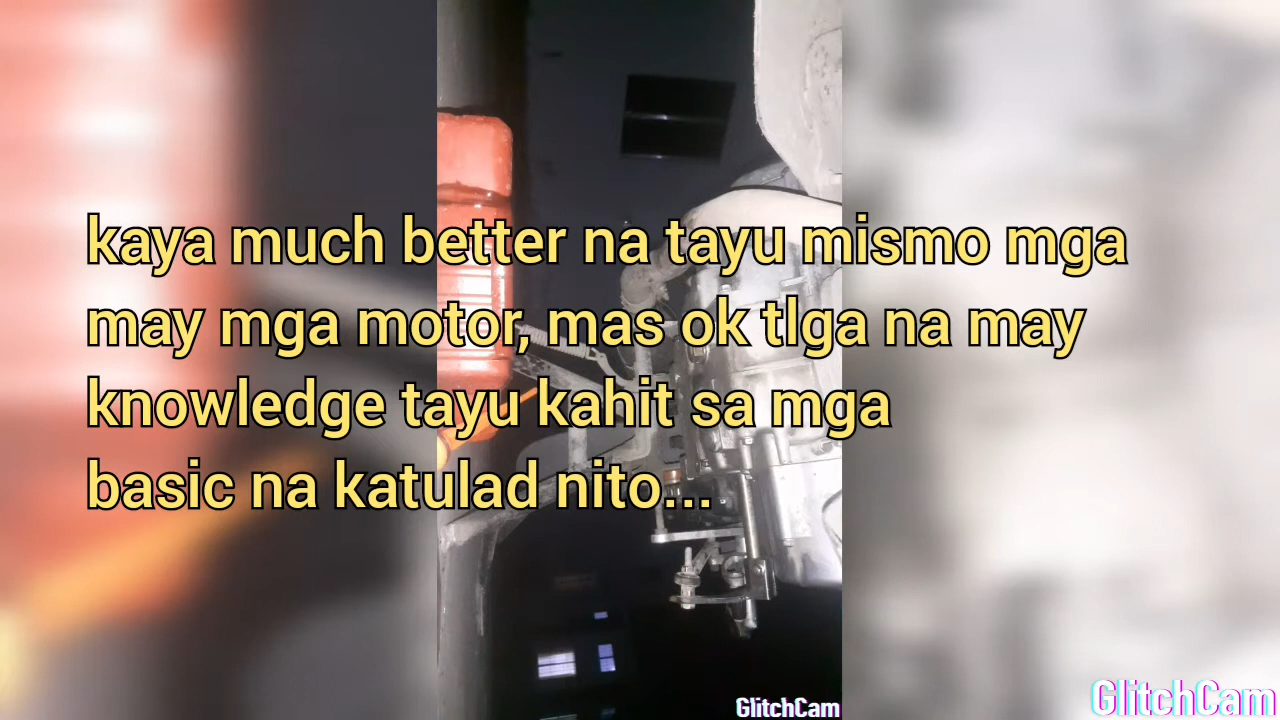 kaya much better na tayu mismo mga
may mga motor, mas ok tlga na may
knowledge tayu kahit sa mga
basic na katulad nito...
GlitchCam
GlitchCam